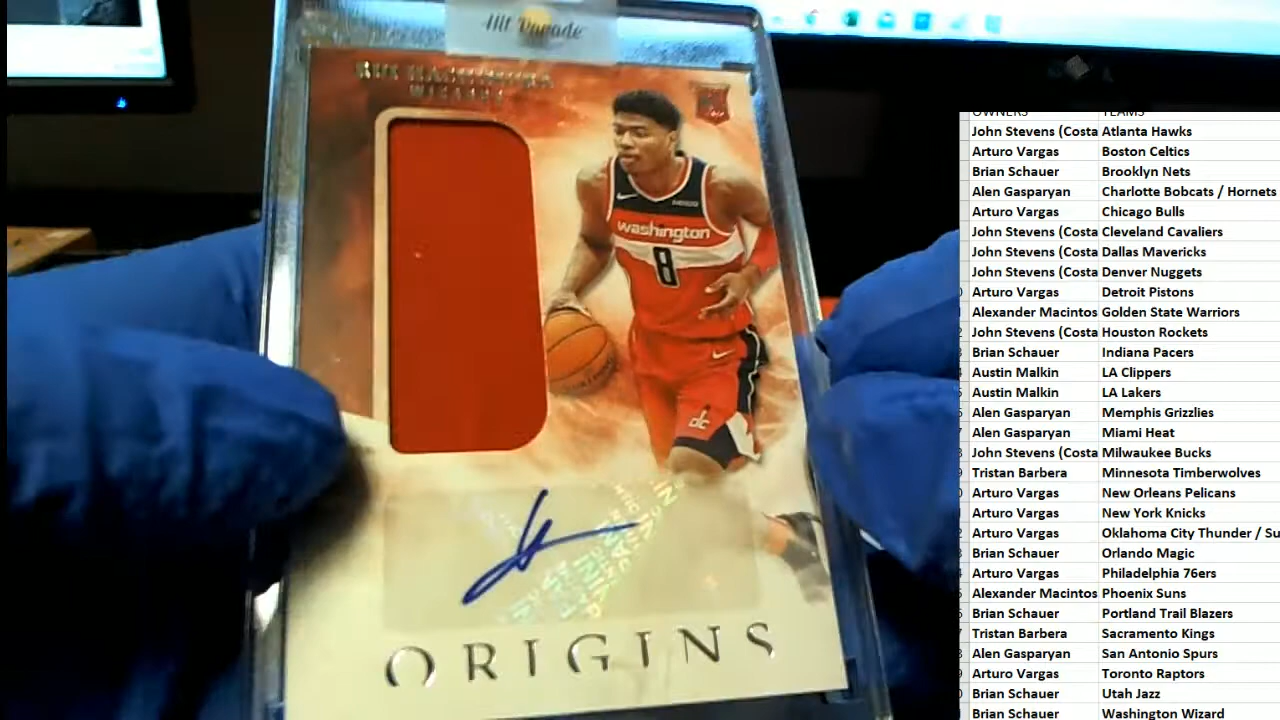 Hit Parade
RUI HACHIMURA
WIZARDS
RC
washington
8
dc
ORIGINS
OWNERS TEAMS
John Stevens (Costa Atlanta Hawks
Arturo Vargas Boston Celtics
Brian Schauer Brooklyn Nets
Alen Gasparyan Charlotte Bobcats / Hornets
Arturo Vargas Chicago Bulls
John Stevens (Costa Cleveland Cavaliers
John Stevens (Costa Dallas Mavericks
John Stevens (Costa Denver Nuggets
Arturo Vargas Detroit Pistons
Alexander Macintos Golden State Warriors
John Stevens (Costa Houston Rockets
Brian Schauer Indiana Pacers
Austin Malkin LA Clippers
Austin Malkin LA Lakers
Alen Gasparyan Memphis Grizzlies
Alen Gasparyan Miami Heat
John Stevens (Costa Milwaukee Bucks
Tristan Barbera Minnesota Timberwolves
Arturo Vargas New Orleans Pelicans
Arturo Vargas New York Knicks
Arturo Vargas Oklahoma City Thunder / Su
Brian Schauer Orlando Magic
Arturo Vargas Philadelphia 76ers
Alexander Macintos Phoenix Suns
Brian Schauer Portland Trail Blazers
Tristan Barbera Sacramento Kings
Alen Gasparyan San Antonio Spurs
Arturo Vargas Toronto Raptors
Brian Schauer Utah Jazz
Brian Schauer Washington Wizard